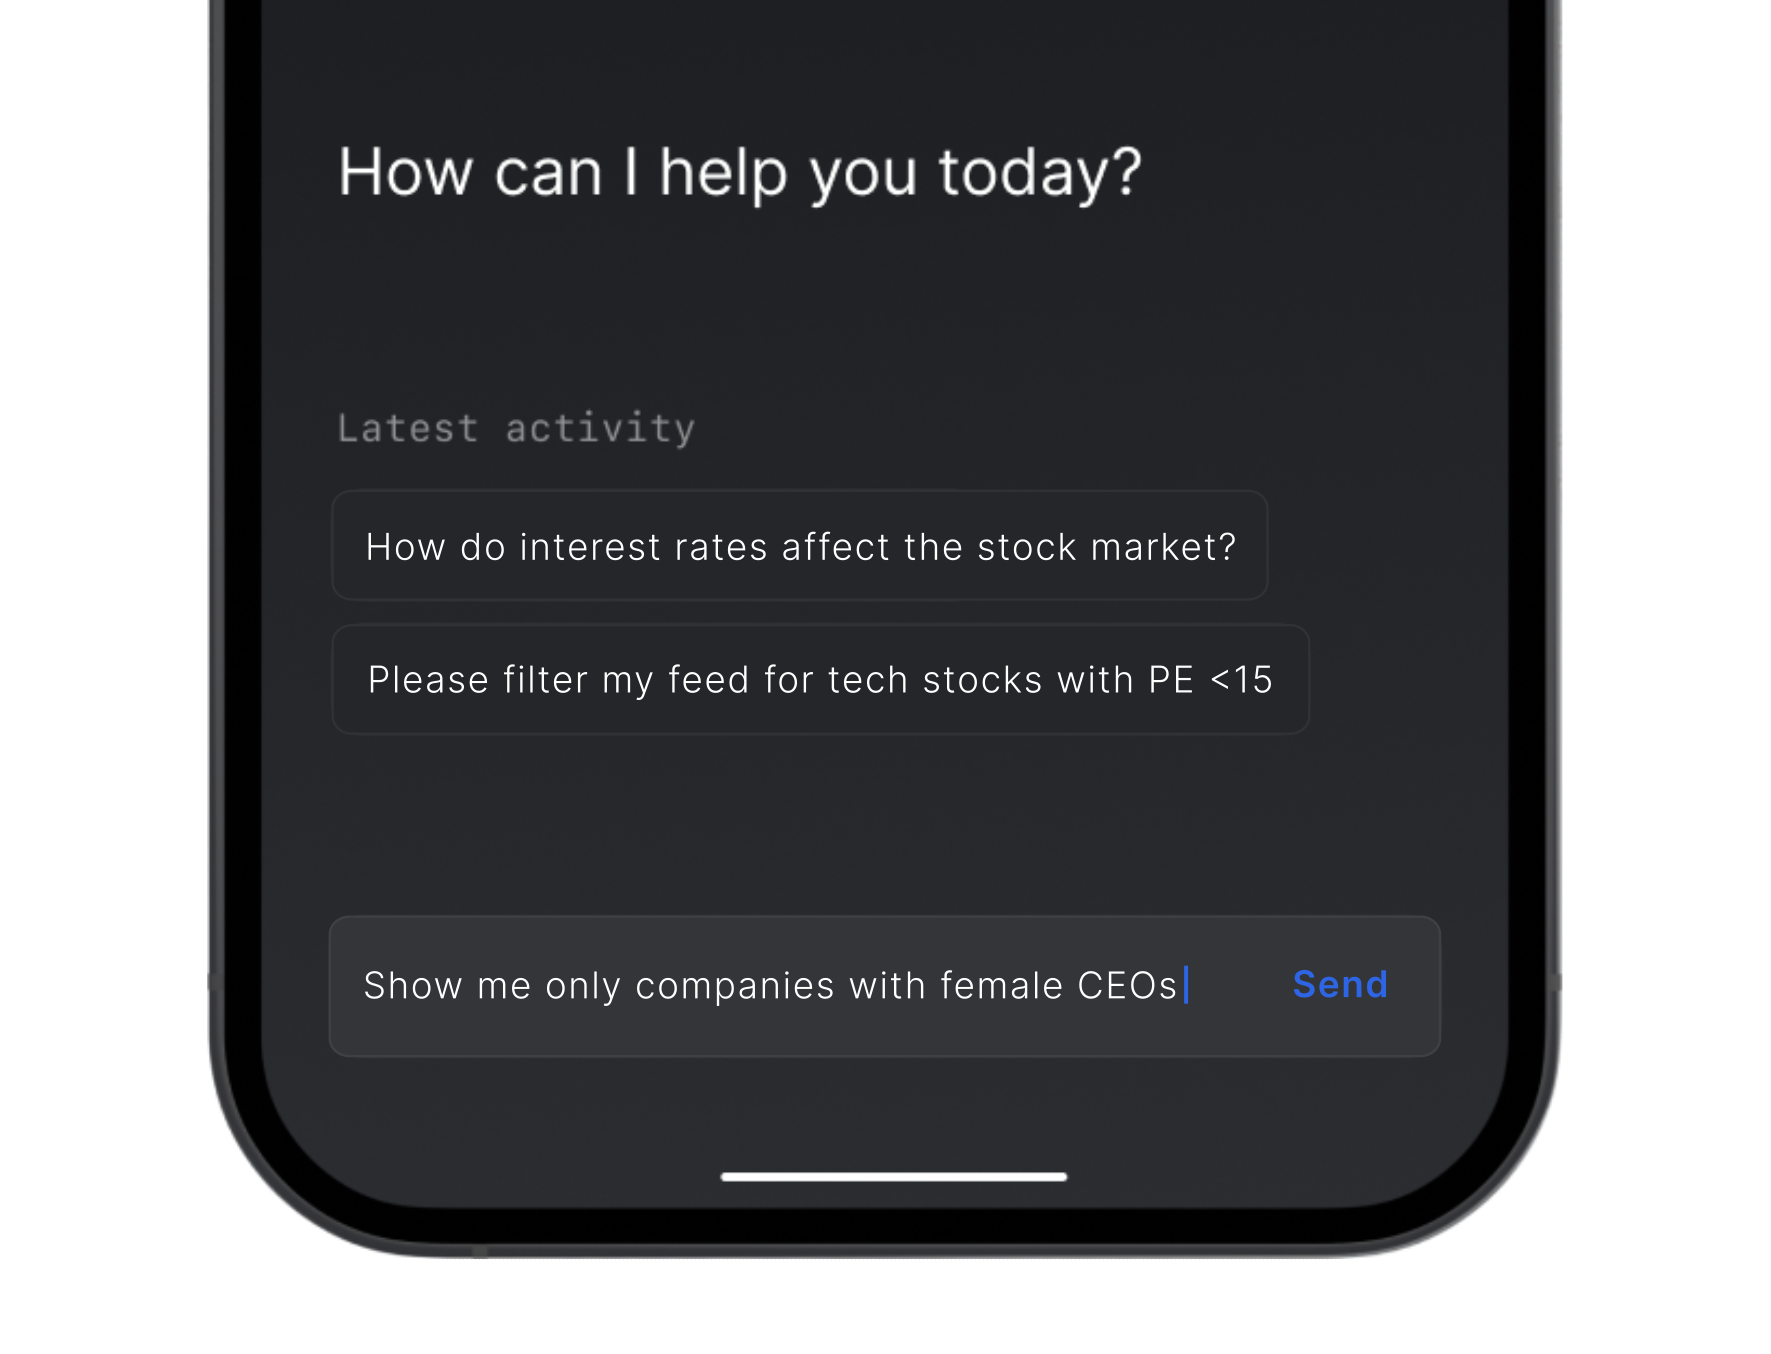 How can I help you today?
Latest activity
How do interest rates affect the stock market?
Please filter my feed for tech stocks with PE <15
Show me only companies with female CEOs
Send